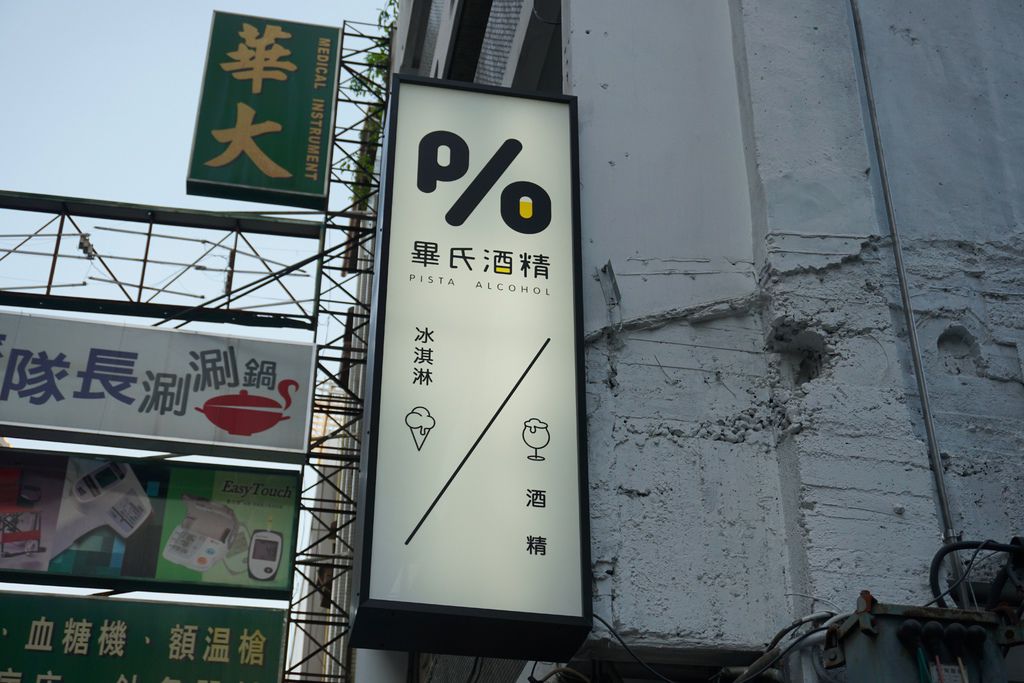 華大
MEDICAL INSTRUMENT
P/O
畢氏酒精
PISTA ALCOHOL
冰淇淋
酒精
隊長涮涮鍋
EasyTouch
、血糖機、額溫槍